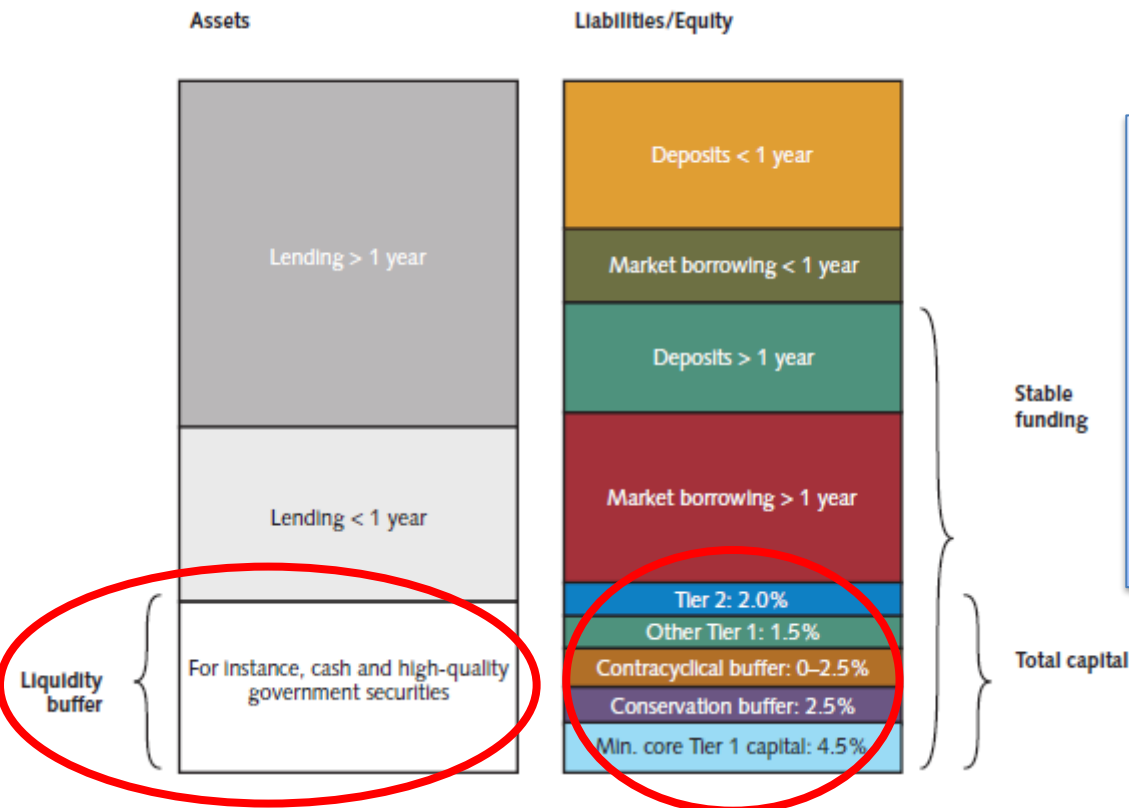 Assets
Liabilities/Equity
Deposits < 1 year
Lending > 1 year
Market borrowing < 1 year
Deposits > 1 year
Stable
funding
Market borrowing > 1 year
Lending < 1 year
Tier 2: 2.0%
Other Tier 1: 1.5%
Liquidity
buffer
For instance, cash and high-quality
government securities
Contracyclical buffer: 0–2.5%
Total capital
Conservation buffer: 2.5%
Min. core Tier 1 capital: 4.5%